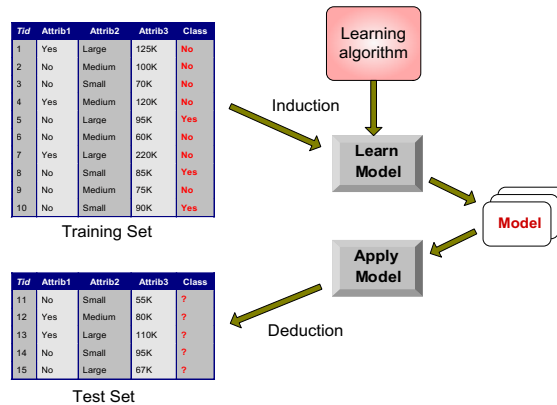 Tid Attrib1 Attrib2 Attrib3 Class
1 Yes Large 125K No
2 No Medium 100K No
3 No Small 70K No
4 Yes Medium 120K No
5 No Large 95K Yes
6 No Medium 60K No
7 Yes Large 220K No
8 No Small 85K Yes
9 No Medium 75K No
10 No Small 90K Yes
Training Set
Learning
algorithm
Induction
Learn
Model
Model
Apply
Model
Deduction
Tid Attrib1 Attrib2 Attrib3 Class
11 No Small 55K ?
12 Yes Medium 80K ?
13 Yes Large 110K ?
14 No Small 95K ?
15 No Large 67K ?
Test Set